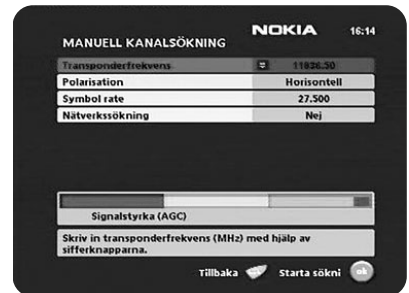 NOKIA 16:14
MANUELL KANALSÖKNING
Transponderfrekvens 11836.50
Polarisation Horisontell
Symbol rate 27.500
Nätverkssökning Nej
Signalstyrka (AGC)
Skriv in transponderfrekvens (MHz) med hjälp av
sifferknapparna.
Tillbaka Starta sökni ok